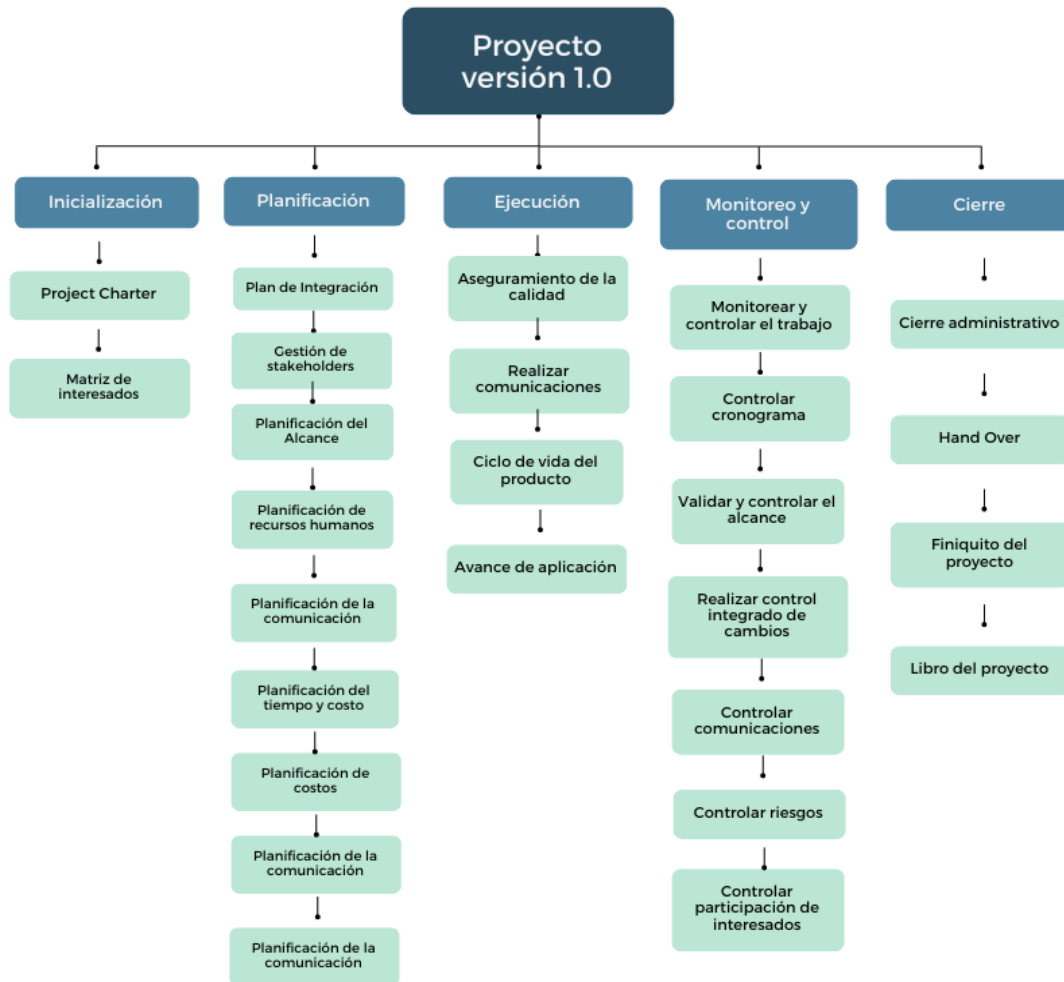 Proyecto
versión 1.0
Inicialización
Project Charter
Matriz de
interesados
Planificación
Plan de Integración
Gestión de
stakeholders
Planificación del
Alcance
Planificación de
recursos humanos
Planificación de la
comunicación
Planificación del
tiempo y costo
Planificación de
costos
Planificación de la
comunicación
Planificación de la
comunicación
Ejecución
Aseguramiento de la
calidad
Realizar
comunicaciones
Ciclo de vida del
producto
Avance de aplicación
Monitoreo y
control
Monitorear y
controlar el trabajo
Controlar
cronograma
Validar y controlar el
alcance
Realizar control
integrado de
cambios
Controlar
comunicaciones
Controlar riesgos
Controlar
participación de
interesados
Cierre
Cierre administrativo
Hand Over
Finiquito del
proyecto
Libro del proyecto